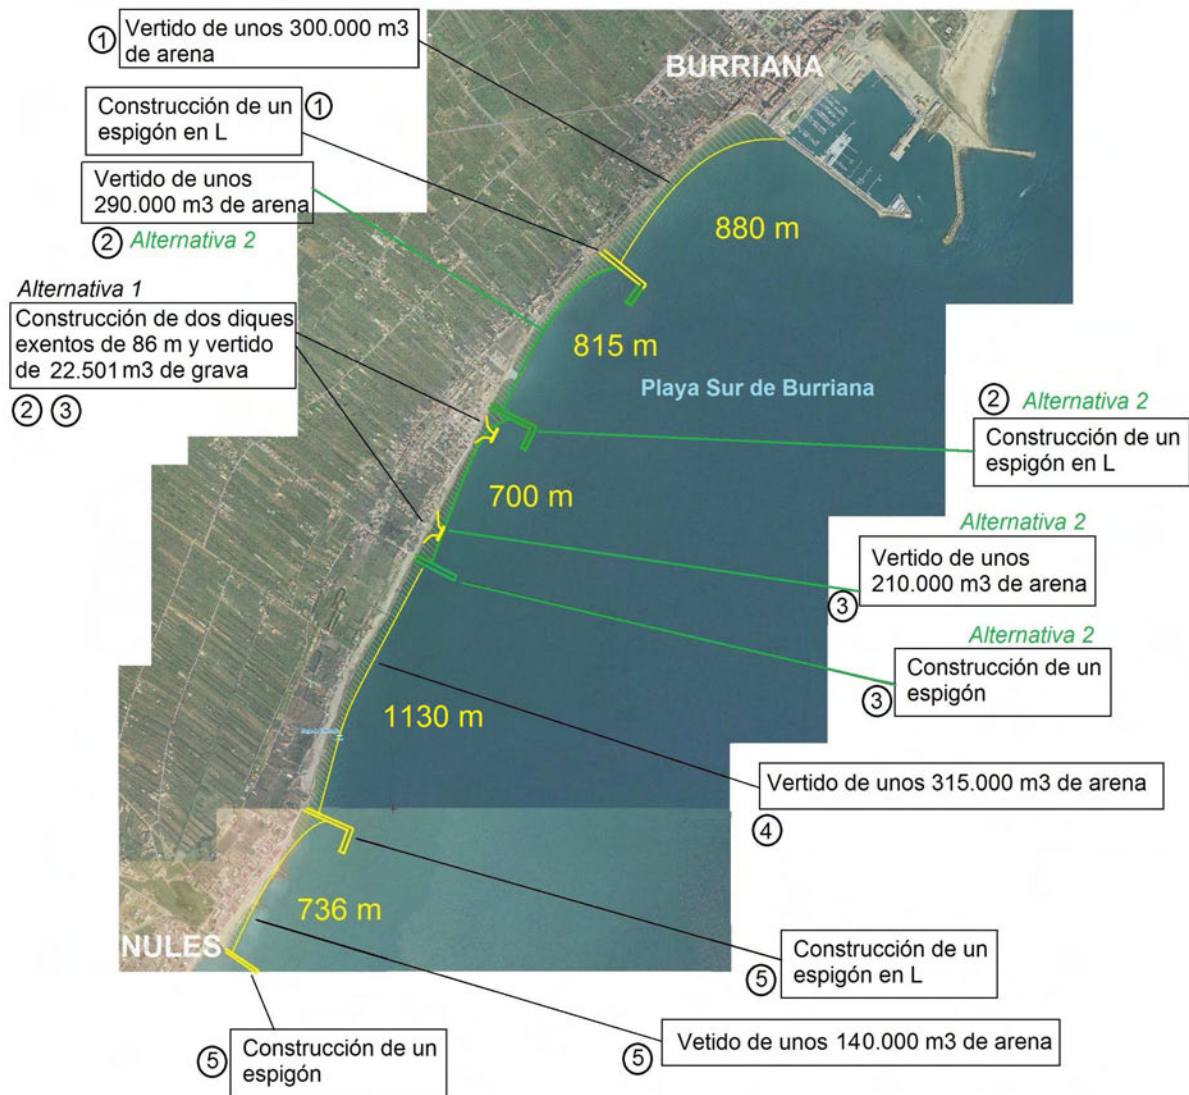 ① Vertido de unos 300.000 m3
de arena
BURRIANA
Construcción de un ①
espigón en L
Vertido de unos
290.000 m3 de arena
② Alternativa 2
880 m
Alternativa 1
Construcción de dos diques
exentos de 86 m y vertido
de 22.501 m3 de grava
② ③
815 m
Playa Sur de Burriana
② Alternativa 2
Construcción de un
espigón en L
700 m
Alternativa 2
Vertido de unos
210.000 m3 de arena
③
Alternativa 2
Construcción de un
espigón
③
1130 m
Vertido de unos 315.000 m3 de arena
④
736 m
NULES
Construcción de un
espigón en L
⑤
Vetido de unos 140.000 m3 de arena
⑤
Construcción de un
espigón
⑤